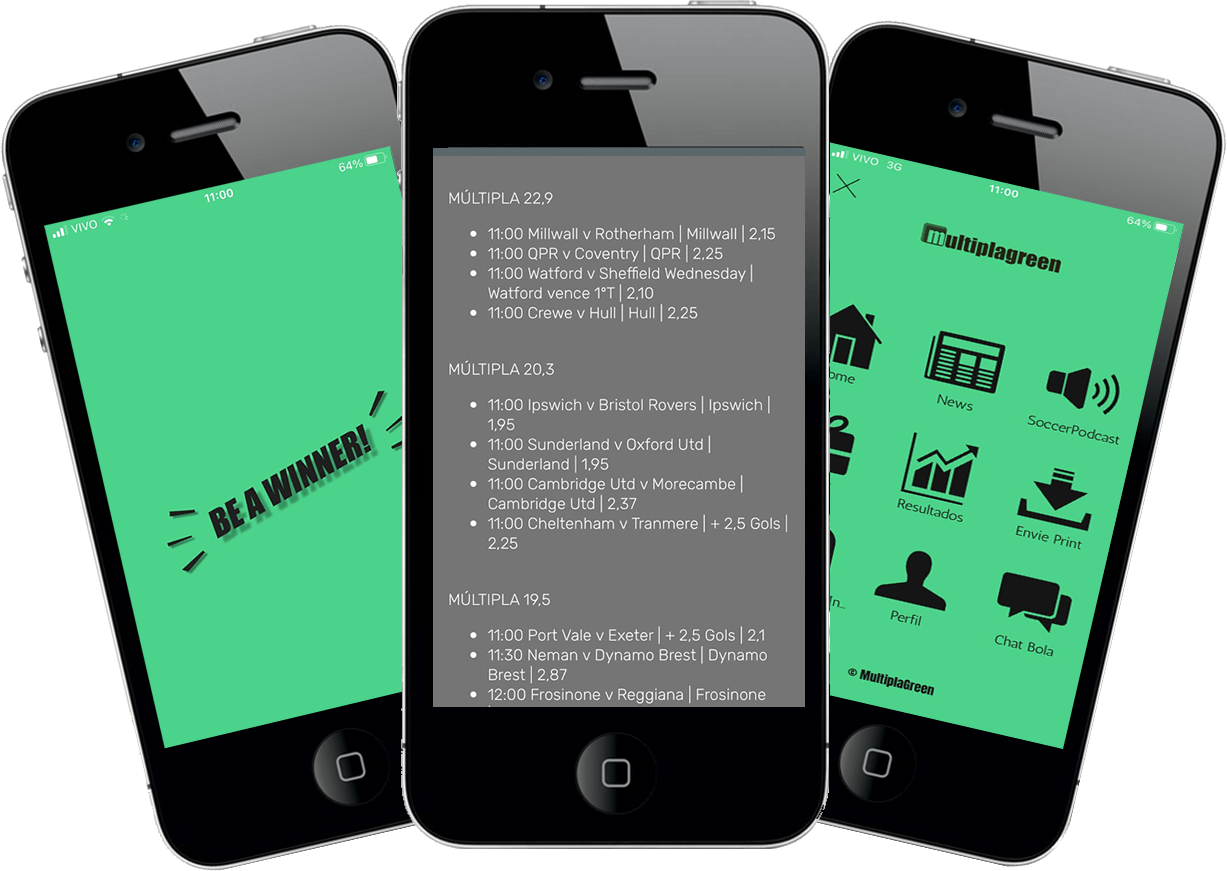 VIVO 11:00 64%
BE A WINNER!
MÚLTIPLA 22,9
11:00 Millwall v Rotherham | Millwall | 2,15
11:00 QPR v Coventry | QPR | 2,25
11:00 Watford v Sheffield Wednesday |
Watford vence 1ºT | 2,10
11:00 Crewe v Hull | Hull | 2,25
MÚLTIPLA 20,3
11:00 Ipswich v Bristol Rovers | Ipswich |
1,95
11:00 Sunderland v Oxford Utd |
Sunderland | 1,95
11:00 Cambridge Utd v Morecambe |
Cambridge Utd | 2,37
11:00 Cheltenham v Tranmere | + 2,5 Gols |
2,25
MÚLTIPLA 19,5
11:00 Port Vale v Exeter | + 2,5 Gols | 2,1
11:30 Neman v Dynamo Brest | Dynamo
Brest | 2,87
12:00 Frosinone v Reggiana | Frosinone
VIVO 3G 11:00 64%
multiplagreen
ome
News
SoccerPodcast
Resultados
Envie Print
In...
Perfil
Chat Bola
© MultiplaGreen